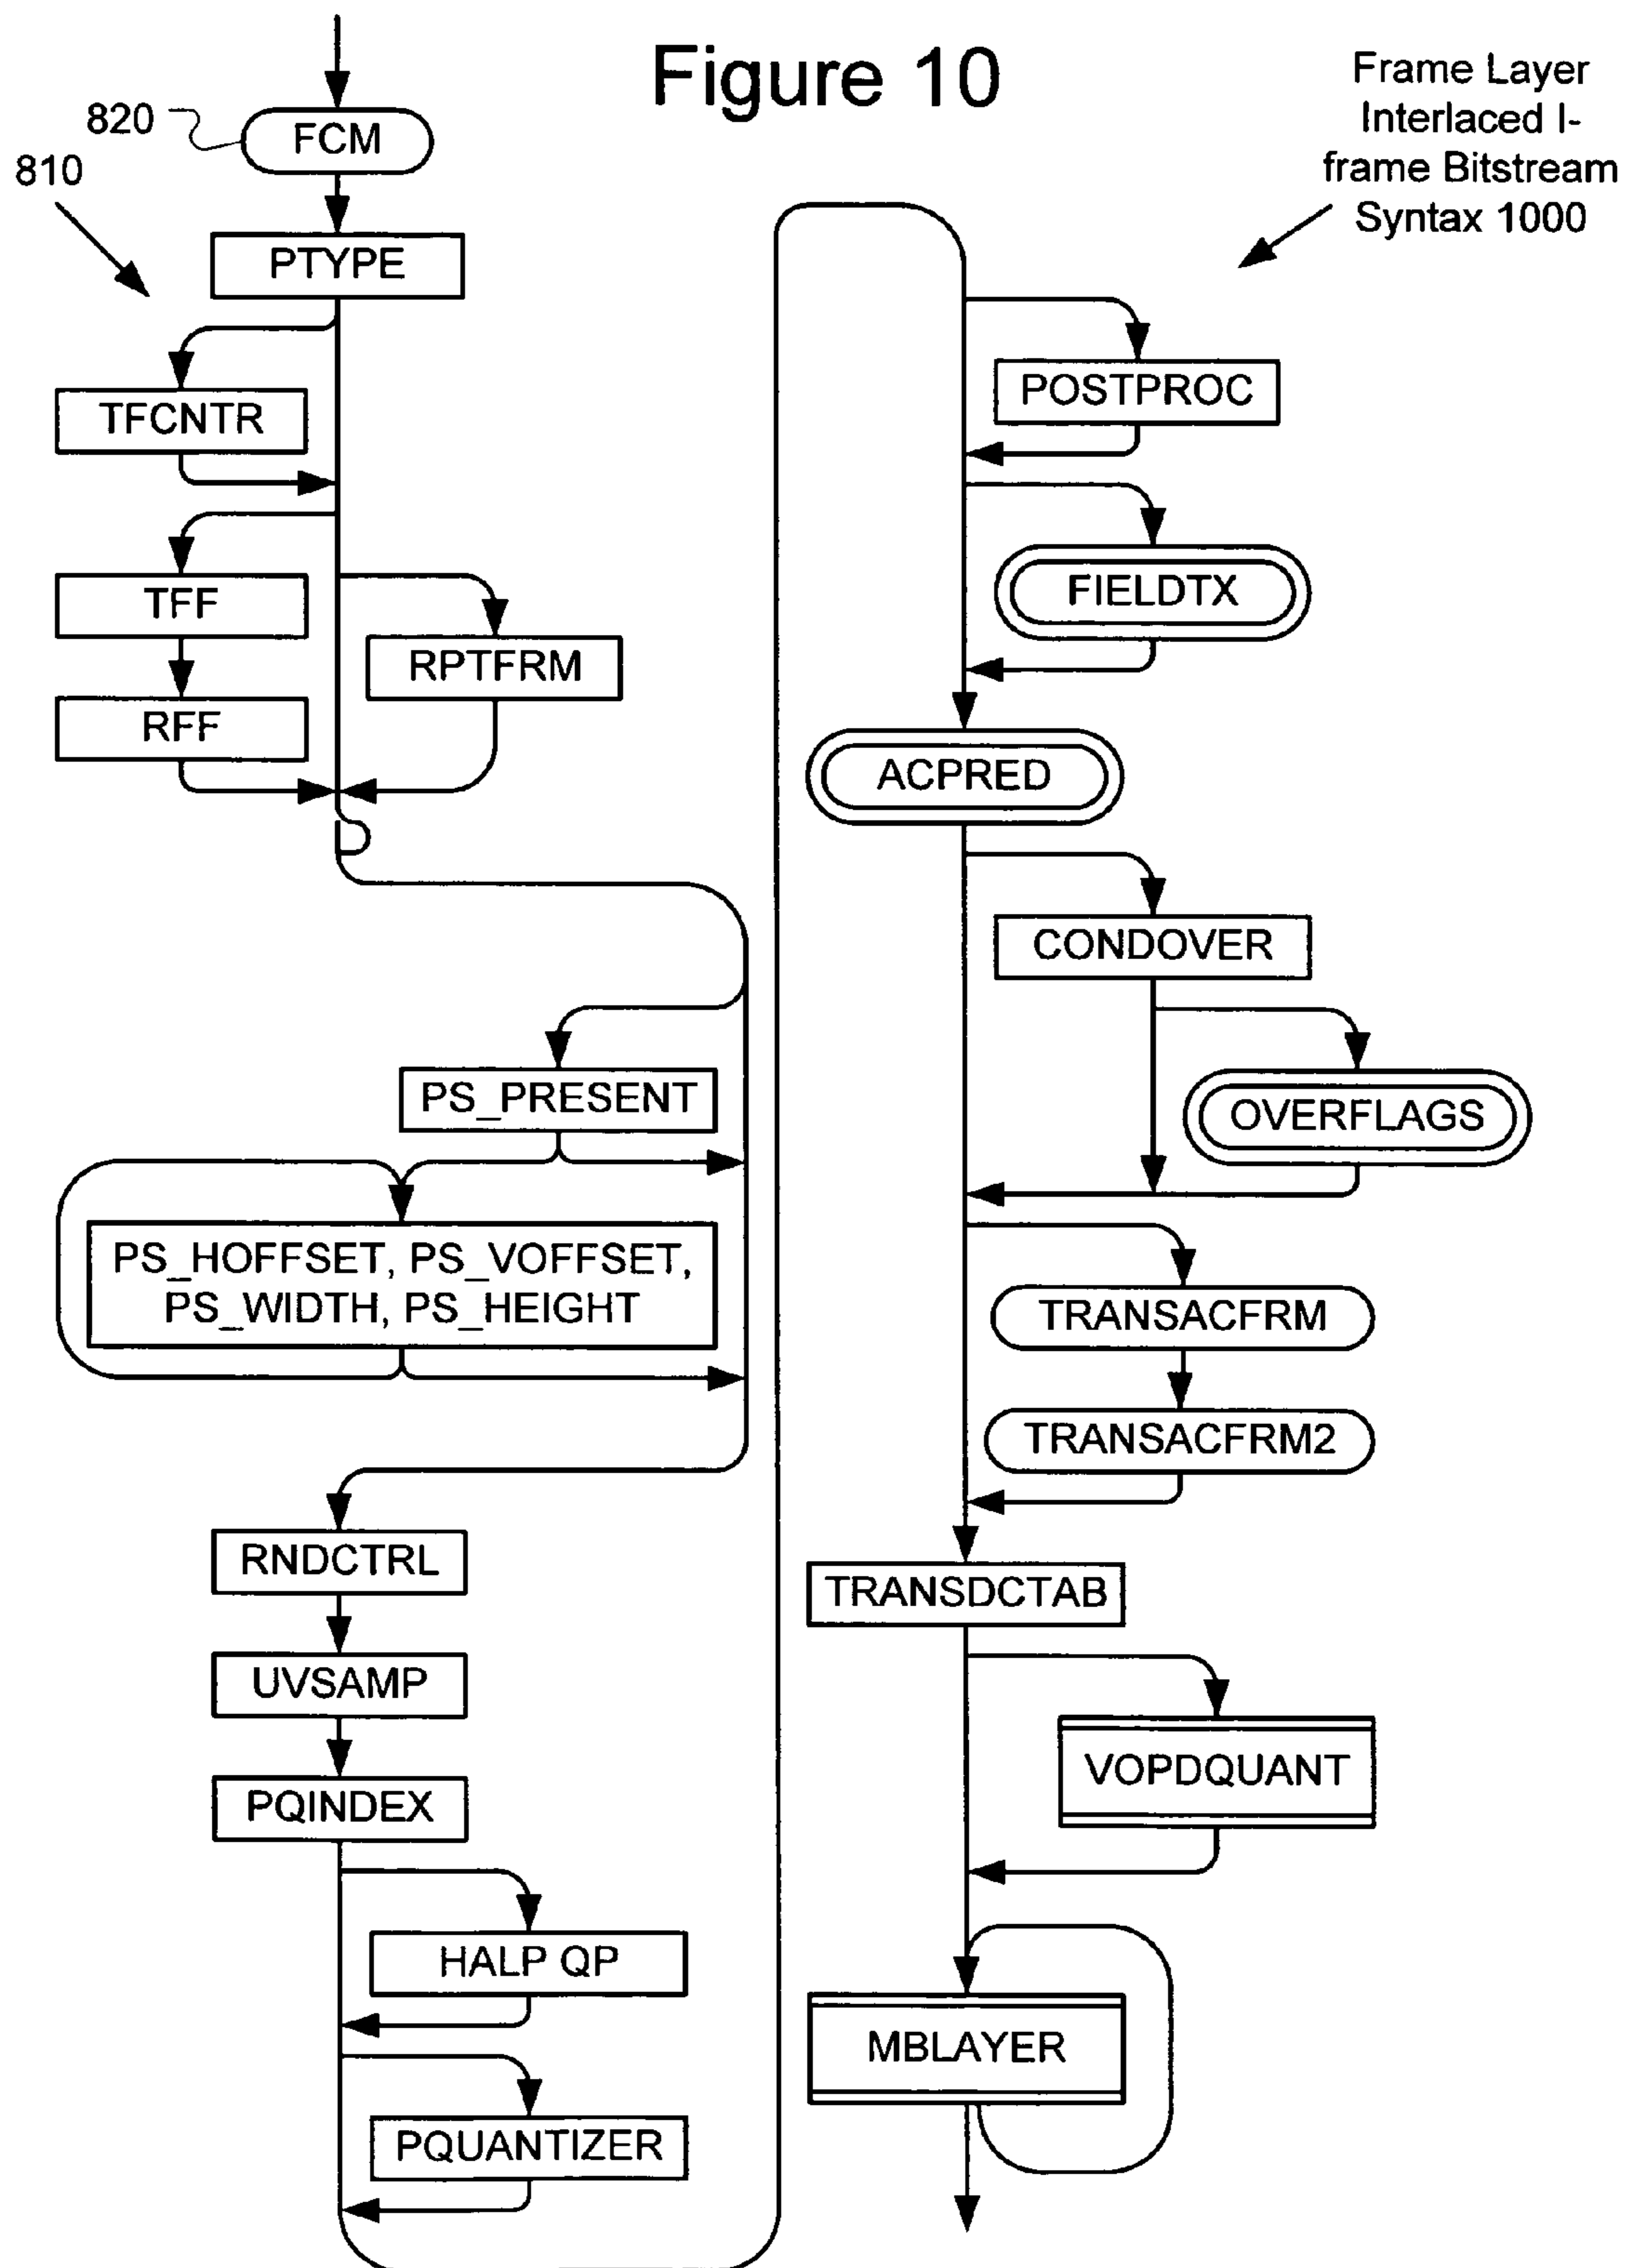 Figure 10
Frame Layer
Interlaced I-
frame Bitstream
Syntax 1000
820
FCM
810
PTYPE
TFCNTR
TFF
RPTFRM
RFF
PS_PRESENT
PS_HOFFSET, PS_VOFFSET,
PS_WIDTH, PS_HEIGHT
RNDCTRL
UVSAMP
PQINDEX
HALP QP
PQUANTIZER
POSTPROC
FIELDTX
ACPRED
CONDOVER
OVERFLAGS
TRANSACFRM
TRANSACFRM2
TRANSDCTAB
VOPDQUANT
MBLAYER